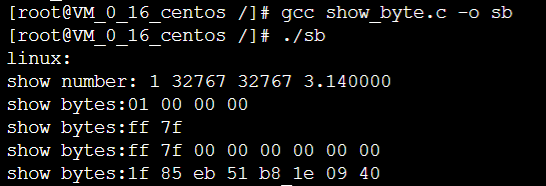 [root@VM_0_16_centos /]# gcc show_byte.c -o sb
[root@VM_0_16_centos /]# ./sb
linux:
show number: 1 32767 32767 3.140000
show bytes:01 00 00 00
show bytes:ff 7f
show bytes:ff 7f 00 00 00 00 00 00
show bytes:1f 85 eb 51 b8 1e 09 40